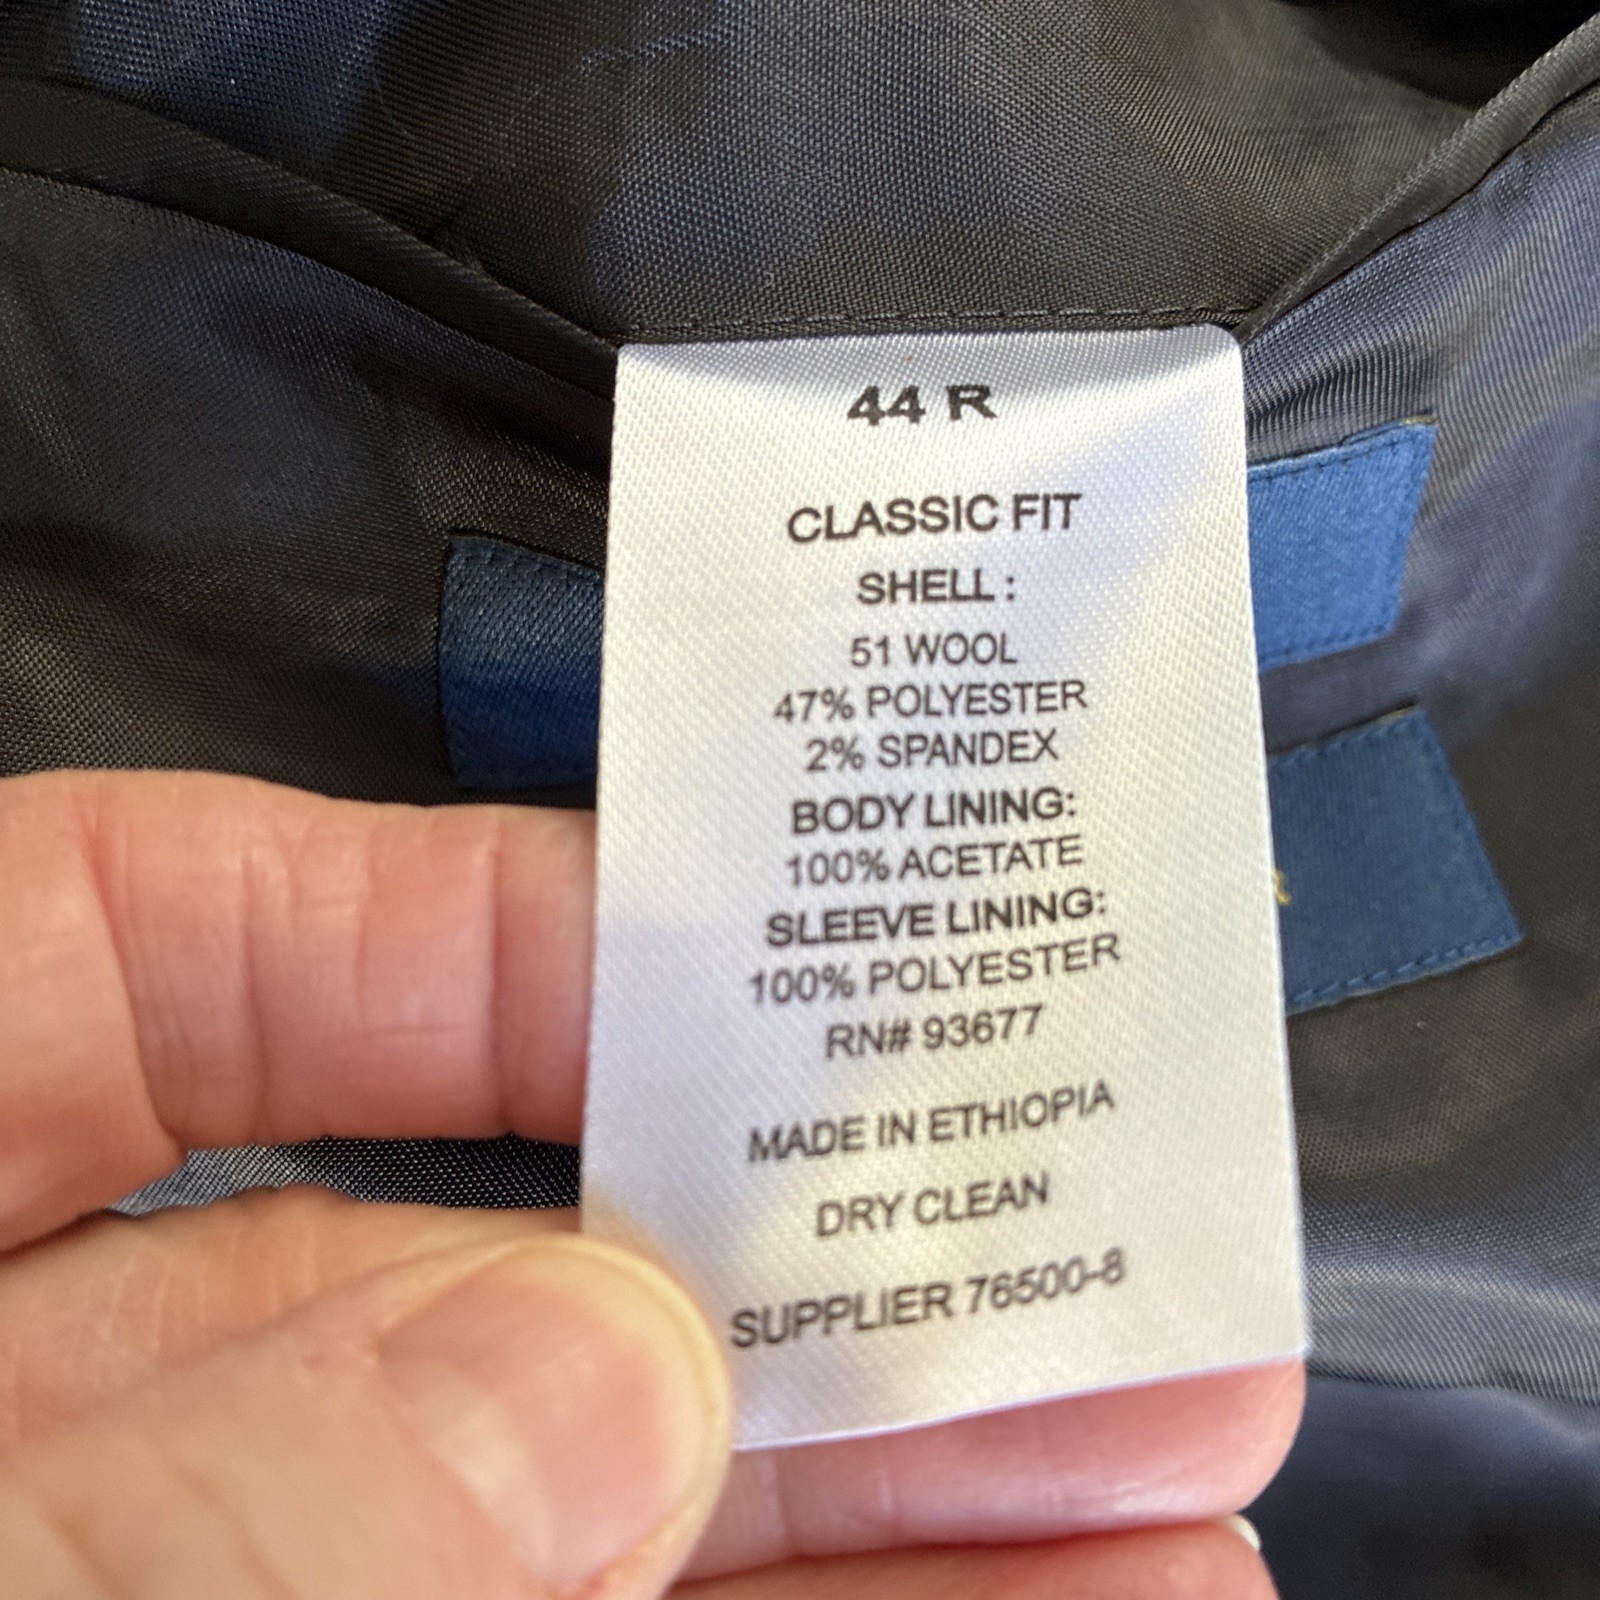 44 R
CLASSIC FIT
SHELL :
51 WOOL
47% POLYESTER
2% SPANDEX
BODY LINING:
100% ACETATE
SLEEVE LINING:
100% POLYESTER
RN# 93677
MADE IN ETHIOPIA
DRY CLEAN
SUPPLIER 76500-8